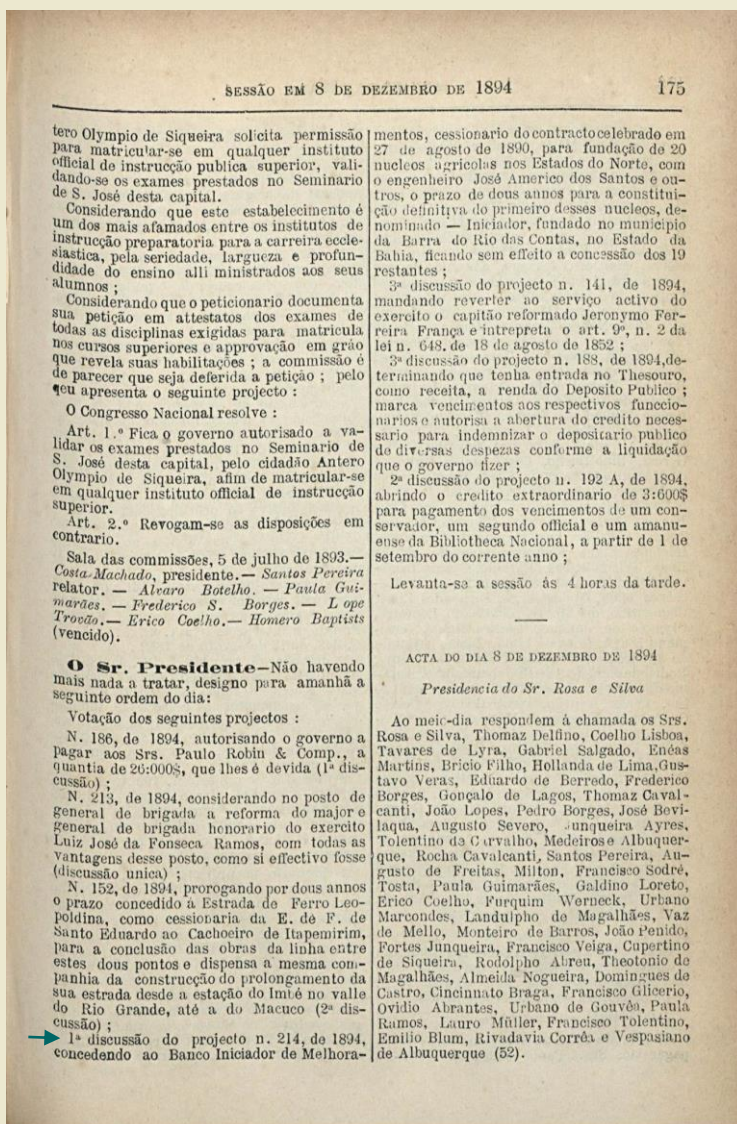 SESSÃO EM 8 DE DEZEMBRO DE 1894
175
tero Olympio de Siqueira solicita permissão
para matricular-se em qualquer instituto
official de instrucção publica superior, vali-
dando-se os exames prestados no Seminario
de S. José desta capital.
Considerando que este estabelecimento é
um dos mais afamados entre os institutos de
instrucção preparatoria para a carreira eccle-
siastica, pela seriedade, largueza e profun-
didade do ensino alli ministrados aos seus
alumnos ;
Considerando que o peticionario documenta
sua petição em attestatos dos exames de
todas as disciplinas exigidas para matricula
nos cursos superiores e approvação em gráo
que revela suas habilitações ; a commissão é
de parecer que seja deferida a petição ; pelo
qeu apresenta o seguinte projecto :
O Congresso Nacional resolve :
Art. 1.º Fica o governo autorisado a va-
lidar os exames prestados no Seminario de
S. José desta capital, pelo cidadão Antero
Olympio de Siqueira, afim de matricular-se
em qualquer instituto official de instrucção
superior.
Art. 2.º Revogam-se as disposições em
contrario.
Sala das commissões, 5 de julho de 1893.—
Costa Machado, presidente.— Santos Pereira
relator. — Alvaro Botelho. — Paula Gui-
marães. — Frederico S. Borges. — L ope
Trovão.— Erico Coelho.— Homero Baptists
(vencido).
O Sr. Presidente—Não havendo
mais nada a tratar, designo para amanhã a
seguinte ordem do dia:
Votação dos seguintes projectos :
N. 186, de 1894, autorisando o governo a
pagar aos Srs. Paulo Robin & Comp., a
quantia de 26:000$, que lhes é devida (1ª dis-
cussão) ;
N. 213, de 1894, considerando no posto de
general de brigada a reforma do major e
general de brigada honorario do exercito
Luiz José da Fonseca Ramos, com todas as
vantagens desse posto, como si effectivo fosse
(discussão unica) ;
N. 152, de 1894, prorogando por dous annos
o prazo concedido á Estrada de Ferro Leo-
poldina, como cessionaria da E. de F. de
Santo Eduardo ao Cachoeiro de Itapemirim,
para a conclusão das obras da linha entre
estes dous pontos e dispensa a mesma com-
panhia da construcção do prolongamento da
sua estrada desde a estação do Imbé no valle
do Rio Grande, até a do Macuco (2ª dis-
cussão) ;
1ª discussão do projecto n. 214, de 1894,
concedendo ao Banco Iniciador de Melhora-
mentos, cessionario do contracto celebrado em
27 de agosto de 1890, para fundação de 20
nucleos agricolas nos Estados do Norte, com
o engenheiro José Americo dos Santos e ou-
tros, o prazo de dous annos para a constitui-
ção definitiva do primeiro desses nucleos, de-
nominado — Iniciador, fundado no municipio
da Barra do Rio das Contas, no Estado da
Bahia, ficando sem effeito a concessão dos 19
restantes ;
3ª discussão do projecto n. 141, de 1894,
mandando reverter ao serviço activo do
exercito o capitão reformado Jeronymo Fer-
reira França e intrepreta o art. 9º, n. 2 da
lei n. 648, de 18 de agosto de 1852 ;
3ª discussão do projecto n. 188, de 1894,de-
terminando que tenha entrada no Thesouro,
como receita, a renda do Deposito Publico ;
marca vencimentos aos respectivos funccio-
narios e autorisa a abertura do credito neces-
sario para indemnizar o depositario publico
de diversas despezas conforme a liquidação
que o governo fizer ;
2ª discussão do projecto n. 192 A, de 1894,
abrindo o credito extraordinario de 3:600$
para pagamento dos vencimentos de um con-
servador, um segundo official e um amanu-
ense da Bibliotheca Nacional, a partir de 1 de
setembro do corrente anno ;
Levanta-se a sessão ás 4 horas da tarde.
ACTA DO DIA 8 DE DEZEMBRO DE 1894
Presidencia do Sr. Rosa e Silva
Ao meio-dia respondem á chamada os Srs.
Rosa e Silva, Thomaz Delfino, Coelho Lisboa,
Tavares de Lyra, Gabriel Salgado, Enéas
Martins, Bricio Filho, Hollanda de Lima,Gus-
tavo Veras, Eduardo de Berredo, Frederico
Borges, Gonçalo de Lagos, Thomaz Caval-
canti, João Lopes, Pedro Borges, José Bevi-
laqua, Augusto Severo, Junqueira Ayres,
Tolentino de Carvalho, Medeiros e Albuquer-
que, Rocha Cavalcanti, Santos Pereira, Au-
gusto de Freitas, Milton, Francisco Sodré,
Tosta, Paula Guimarães, Galdino Loreto,
Erico Coelho, Furquim Werneck, Urbano
Marcondes, Landulpho de Magalhães, Vaz
de Mello, Monteiro de Barros, João Penido,
Fortes Junqueira, Francisco Veiga, Cupertino
de Siqueira, Rodolpho Abreu, Theotonio de
Magalhães, Almeida Nogueira, Domingues de
Castro, Cincinnato Braga, Francisco Glicerio,
Ovidio Abrantes, Urbano de Gouvêa, Paula
Ramos, Lauro Müller, Francisco Tolentino,
Emilio Blum, Rivadavia Corrêa e Vespasiano
de Albuquerque (52).